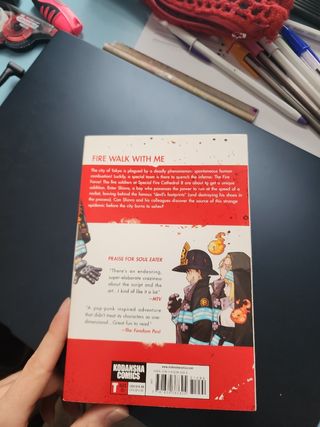 FIRE WALK WITH ME
The city of Tokyo is plagued by a deadly phenomenon: spontaneous human
combustion! Luckily, a special team is there to quench the inferno: The Fire
Force! The fire soldiers at Special Fire Cathedral 8 are about to get a unique
addition. Enter Shinra, a boy who possesses the power to run at the speed of a
rocket, leaving behind the famous "devil's footprints" (and destroying his shoes in
the process). Can Shinra and his colleagues discover the source of this strange
epidemic before the city burns to ashes?
PRAISE FOR SOUL EATER
"There's an endearing,
super-elaborate crazyness
about the script and the
art. I kind of like it a lot."
—MTV
"A pop-punk inspired adventure
that didn't treat its characters as one-
dimensional... Great fun to read."
—The Fandom Post
KODANSHA
COMICS
T